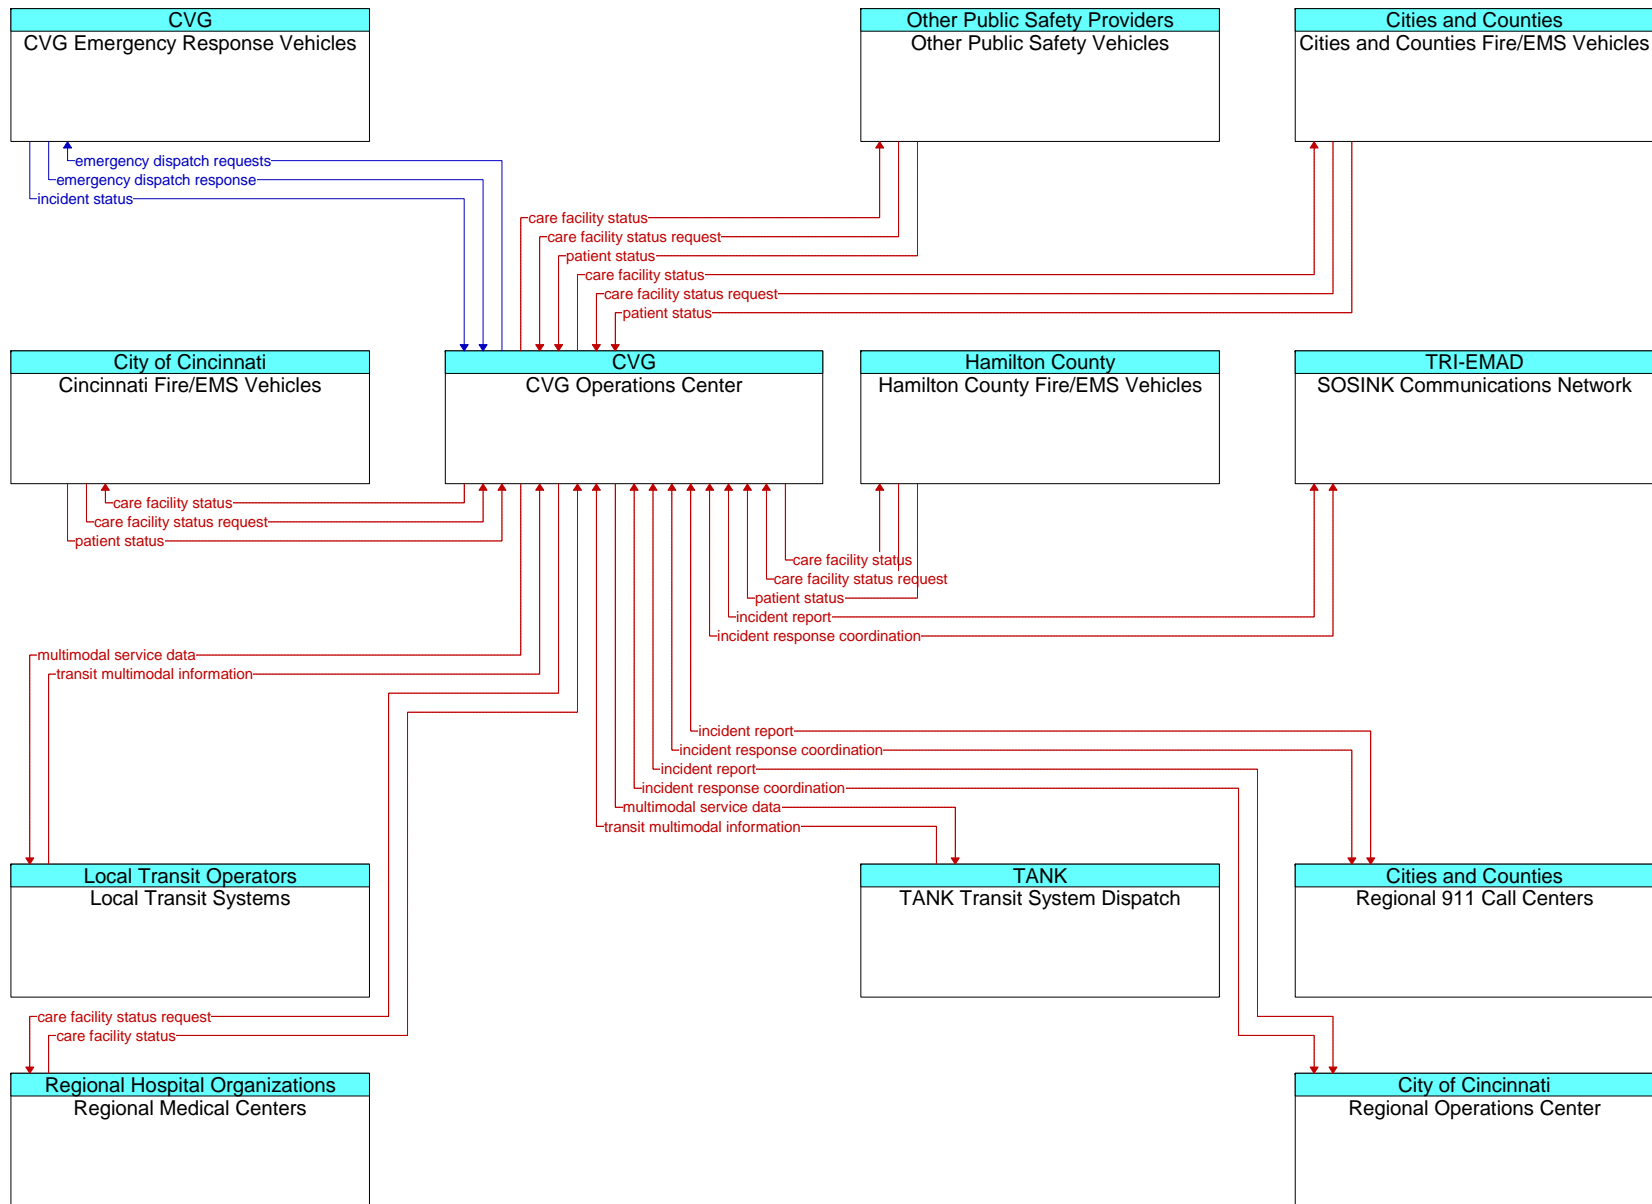 CVG
CVG Emergency Response Vehicles
Other Public Safety Providers
Other Public Safety Vehicles
Cities and Counties
Cities and Counties Fire/EMS Vehicles
emergency dispatch requests
emergency dispatch response
incident status
care facility status
care facility status request
patient status
care facility status
care facility status request
patient status
City of Cincinnati
Cincinnati Fire/EMS Vehicles
CVG
CVG Operations Center
Hamilton County
Hamilton County Fire/EMS Vehicles
TRI-EMAD
SOSINK Communications Network
care facility status
care facility status request
patient status
care facility status
care facility status request
patient status
incident report
incident response coordination
multimodal service data
transit multimodal information
incident report
incident response coordination
incident report
incident response coordination
multimodal service data
transit multimodal information
Local Transit Operators
Local Transit Systems
TANK
TANK Transit System Dispatch
Cities and Counties
Regional 911 Call Centers
care facility status request
care facility status
Regional Hospital Organizations
Regional Medical Centers
City of Cincinnati
Regional Operations Center